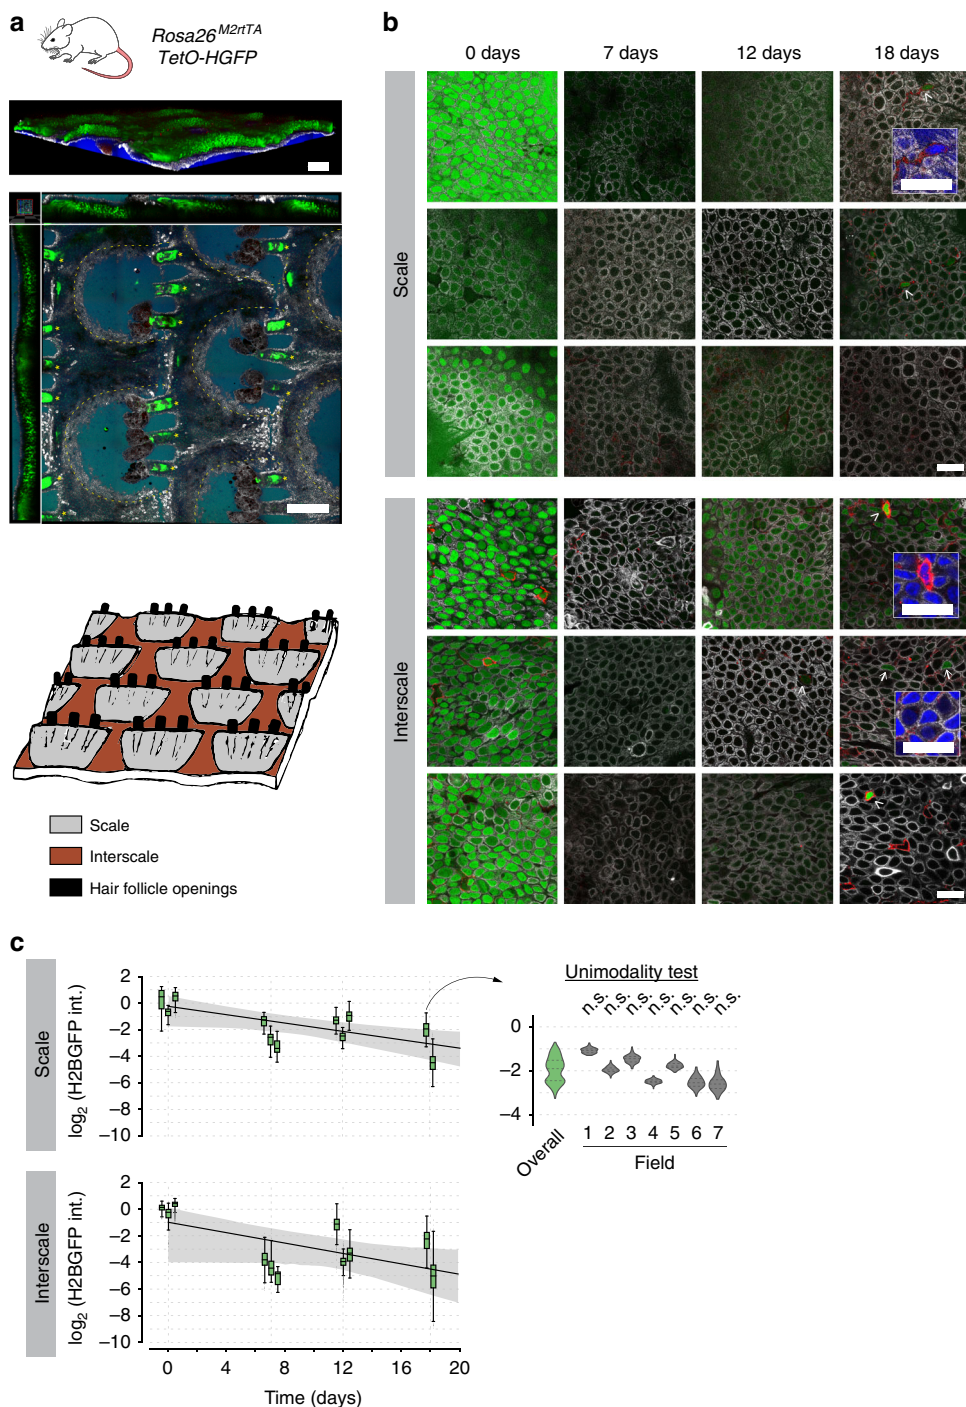 a
Rosa26^M2rtTA
TetO-HGFP
Scale
Interscale
Hair follicle openings
b
0 days 7 days 12 days 18 days
Scale
Interscale
c
Scale
log₂ (H2BGFP int.)
2
0
−2
−4
−6
−8
−10
Interscale
log₂ (H2BGFP int.)
2
0
−2
−4
−6
−8
−10
0 4 8 12 16 20
Time (days)
Unimodality test
n.s. n.s. n.s. n.s. n.s. n.s. n.s.
−0
−2
−4
Overall 1 2 3 4 5 6 7
Field